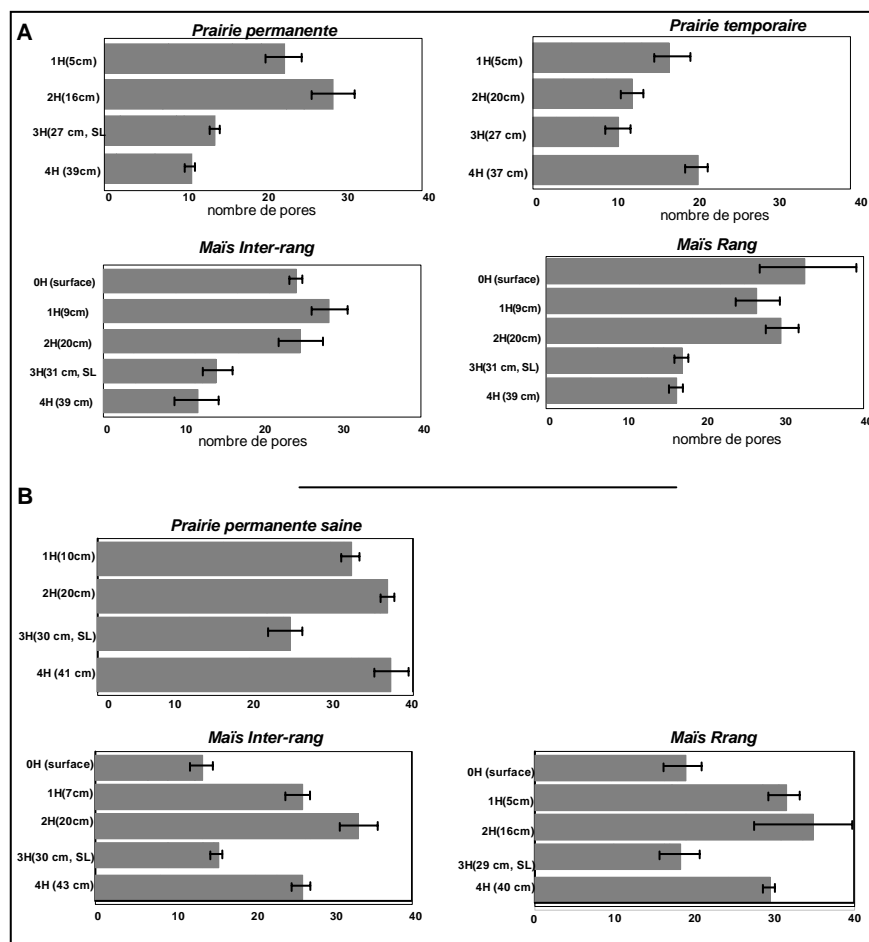 A
Prairie permanente
1H(5cm)
2H(16cm)
3H(27 cm, SL
4H (39cm)
0 10 20 30 40
nombre de pores
Prairie temporaire
1H(5cm)
2H(20cm)
3H(27 cm)
4H (37 cm)
0 10 20 30 40
nombre de pores
Maïs Inter-rang
0H (surface)
1H(9cm)
2H(20cm)
3H(31 cm, SL
4H (39 cm)
0 10 20 30 40
Maïs Rang
0H (surface)
1H(9cm)
2H(20cm)
3H(31 cm, SL)
4H (39 cm)
0 10 20 30 40
nombre de pores
B
Prairie permanente saine
1H(10cm)
2H(20cm)
3H(30 cm, SL)
4H (41 cm)
0 10 20 30 40
Maïs Inter-rang
0H (surface)
1H(7cm)
2H(20cm)
3H(30 cm, SL)
4H (43 cm)
0 10 20 30 40
Maïs Rrang
0H (surface)
1H(5cm)
2H(16cm)
3H(29 cm, SL)
4H (40 cm)
0 10 20 30 40